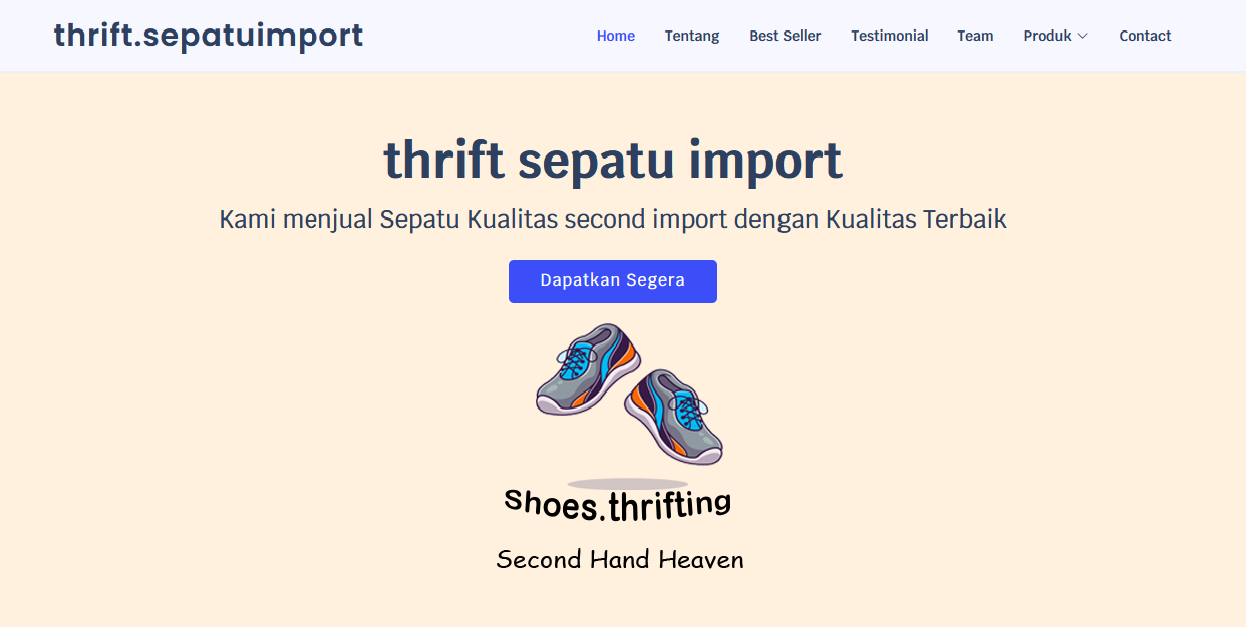 thrift.sepatuimport
Home Tentang Best Seller Testimonial Team Produk Contact
thrift sepatu import
Kami menjual Sepatu Kualitas second import dengan Kualitas Terbaik
Dapatkan Segera
Shoes.thrifting
Second Hand Heaven